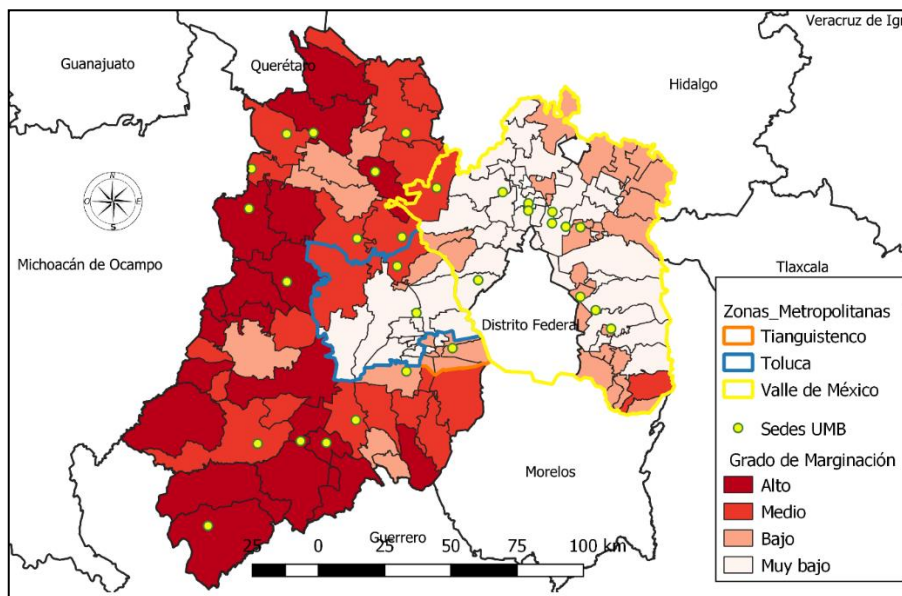 Veracruz de Ign
Guanajuato
Querétaro
Hidalgo
N
O
E
S
Michoacán de Ocampo
Tlaxcala
Distrito Federal
Morelos
Guerrero
Zonas_Metropolitanas
Tianguistenco
Toluca
Valle de México
Sedes UMB
Grado de Marginación
Alto
Medio
Bajo
Muy bajo
25 0 25 50 75 100 km